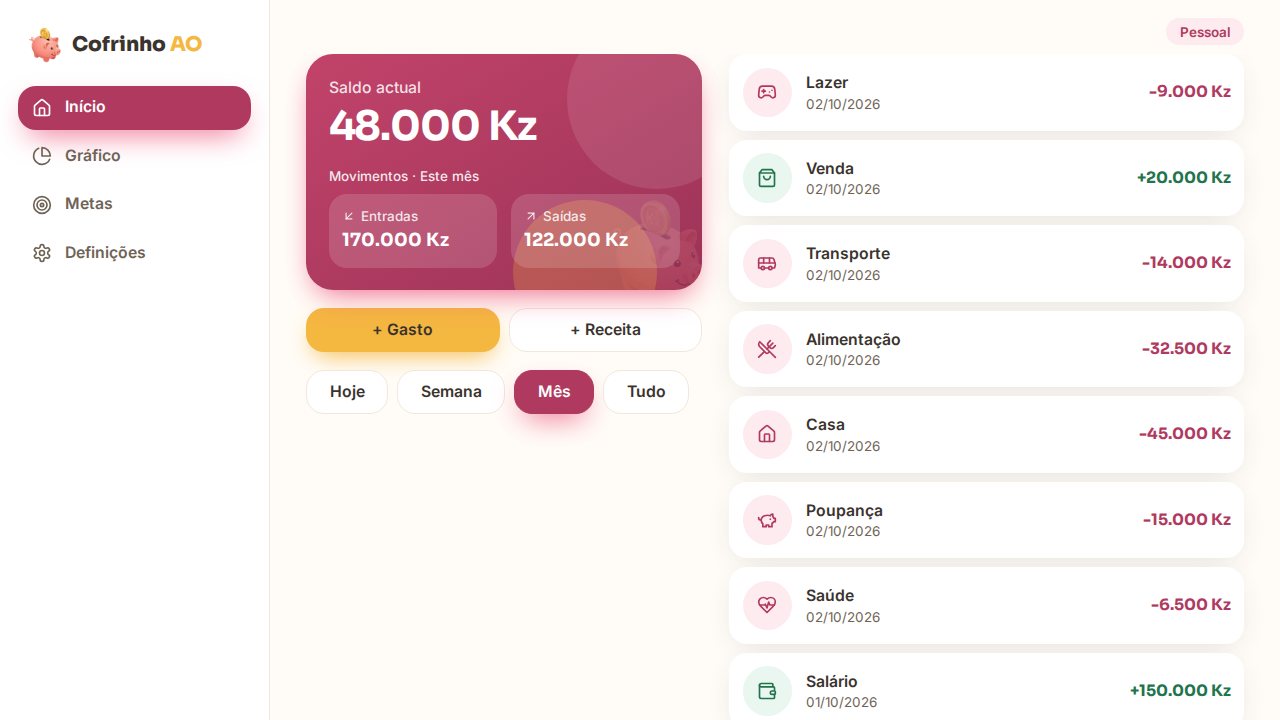 Cofrinho AO
Início
Gráfico
Metas
Definições
Pessoal
Saldo actual
48.000 Kz
Movimentos · Este mês
Entradas
170.000 Kz
Saídas
122.000 Kz
+ Gasto
+ Receita
Hoje
Semana
Mês
Tudo
Lazer
02/10/2026
-9.000 Kz
Venda
02/10/2026
+20.000 Kz
Transporte
02/10/2026
-14.000 Kz
Alimentação
02/10/2026
-32.500 Kz
Casa
02/10/2026
-45.000 Kz
Poupança
02/10/2026
-15.000 Kz
Saúde
02/10/2026
-6.500 Kz
Salário
01/10/2026
+150.000 Kz